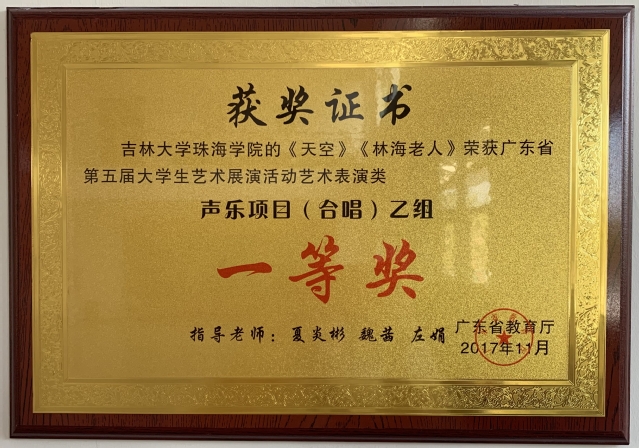 获奖证书
吉林大学珠海学院的《天空》《林海老人》荣获广东省
第五届大学生艺术展演活动艺术表演类
声乐项目（合唱）乙组
一等奖
指导老师：夏炎彬 魏茜 左娟
广东省教育厅
2017年11月